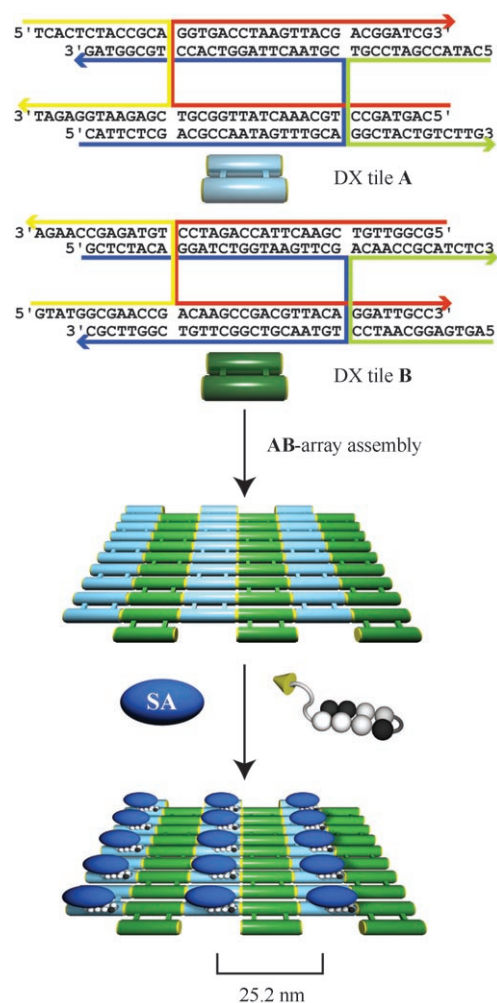 5'TCACTCTACCGCA GGTGACCTAAGTTACG ACGGATCG3'
3'GATGGCGT CCACTGGATTCAATGC TGCCTAGCCATAC5
3'TAGAGGTAAGAGC TGCGGTTATCAAACGT CCGATGAC5'
5'CATTCTCG ACGCCAATAGTTTGCA GGCTACTGTCTTG3
DX tile A
3'AGAACCGAGATGT CCTAGACCATTCAAGC TGTTGGCG5'
5'GCTCTACA GGATCTGGTAAGTTCG ACAACCGCATCTC3
5'GTATGGCGAACCG ACAAGCCGACGTTACA GGATTGCC3'
3'CGCTTGGC TGTTCGGCTGCAATGT CCTAACGGAGTGA5
DX tile B
AB-array assembly
SA
25.2 nm